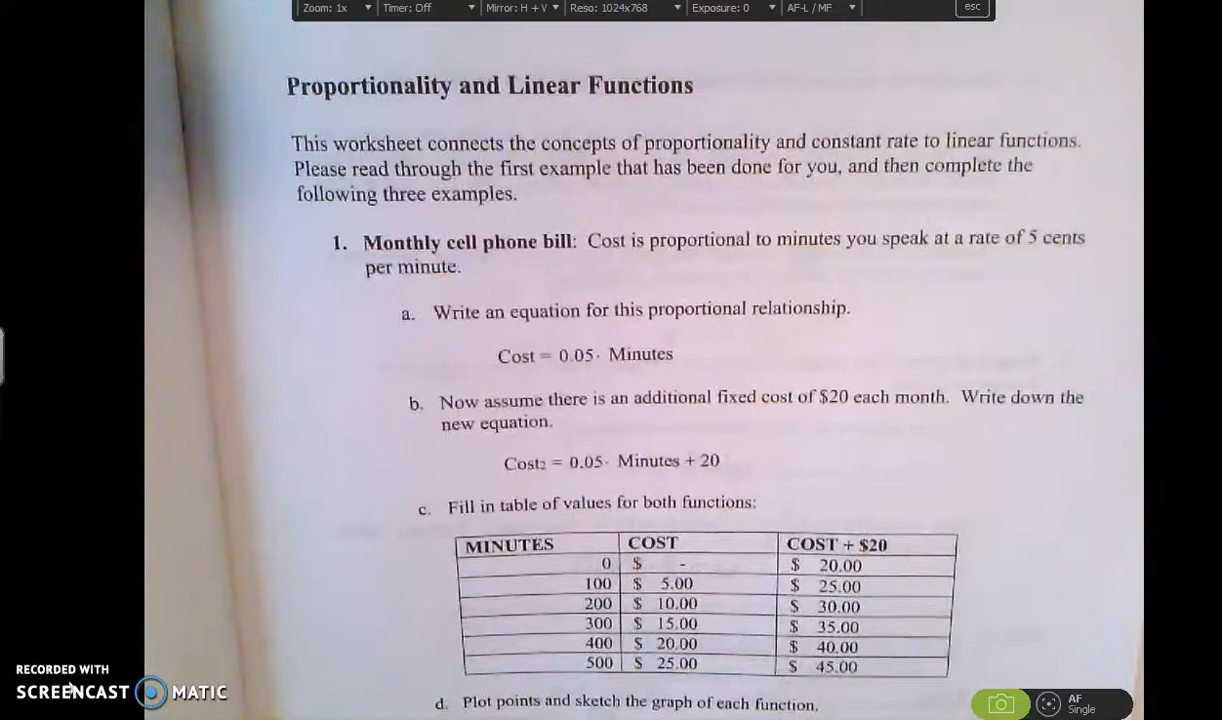 Zoom: 1x Timer: Off Mirror: H + V Reso: 1024x768 Exposure: 0 AF-L / MF esc
Proportionality and Linear Functions
This worksheet connects the concepts of proportionality and constant rate to linear functions.
Please read through the first example that has been done for you, and then complete the
following three examples.
1. Monthly cell phone bill: Cost is proportional to minutes you speak at a rate of 5 cents
per minute.
a. Write an equation for this proportional relationship.
Cost = 0.05· Minutes
b. Now assume there is an additional fixed cost of $20 each month. Write down the
new equation.
Cost₂ = 0.05· Minutes + 20
c. Fill in table of values for both functions:
MINUTES COST COST + $20
0 $ - $ 20.00
100 $ 5.00 $ 25.00
200 $ 10.00 $ 30.00
300 $ 15.00 $ 35.00
400 $ 20.00 $ 40.00
500 $ 25.00 $ 45.00
d. Plot points and sketch the graph of each function.
RECORDED WITH
SCREENCAST MATIC
AF
Single